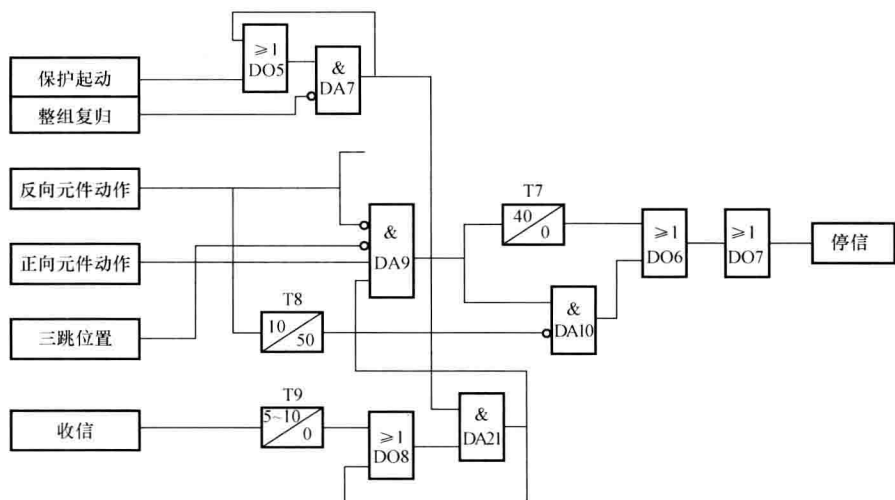 ≥1
DO5
&
DA7
保护起动
整组复归
反向元件动作
正向元件动作
三跳位置
收信
&
DA9
T7
40
0
≥1
DO6
≥1
DO7
停信
T8
10
50
&
DA10
T9
5~10
0
≥1
DO8
&
DA21